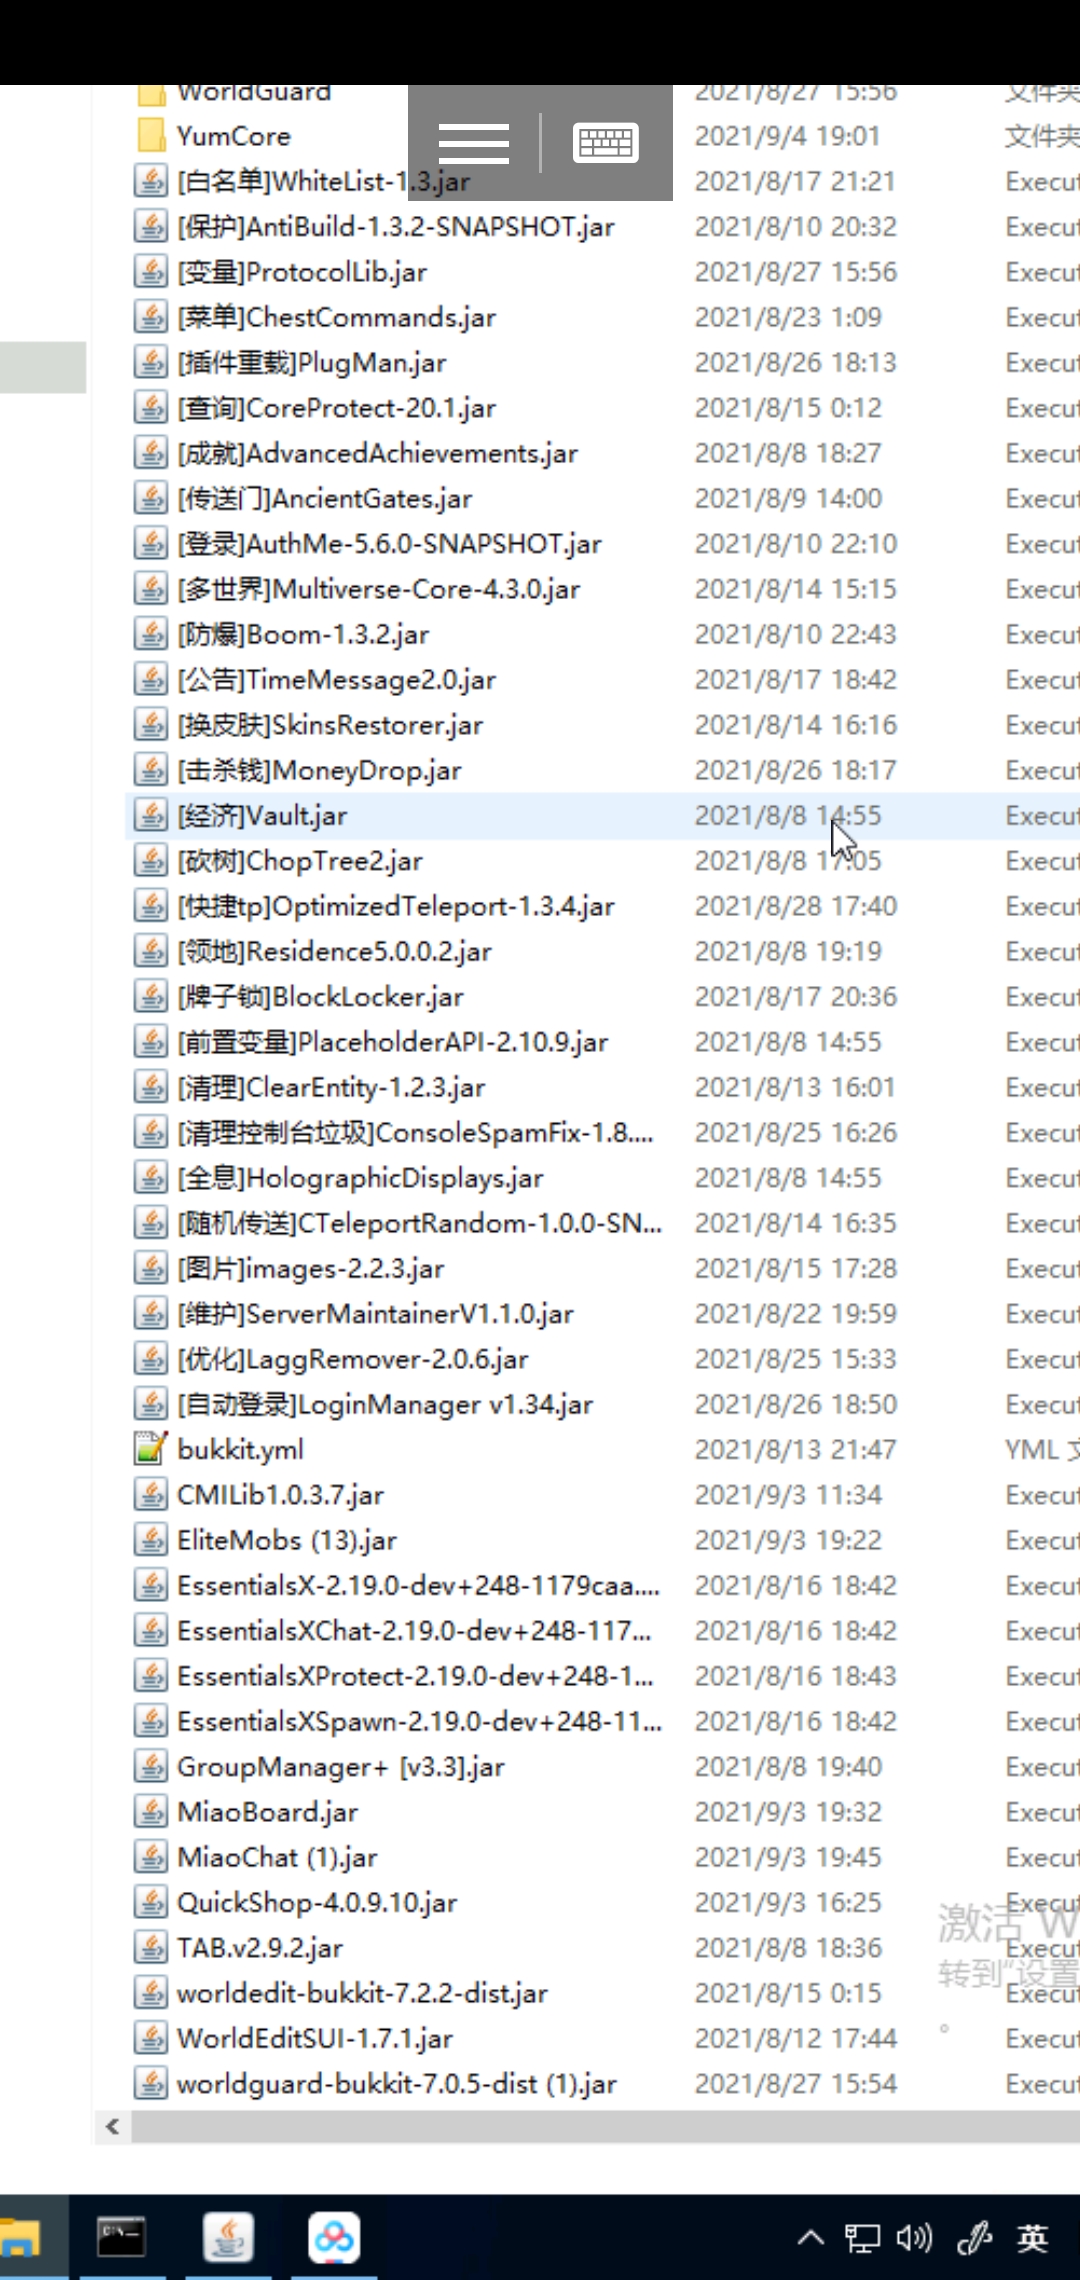 WorldGuard 2021/8/27 15:56 文件夹
YumCore 2021/9/4 19:01 文件夹
[白名单]WhiteList-1.3.jar 2021/8/17 21:21 Execut
[保护]AntiBuild-1.3.2-SNAPSHOT.jar 2021/8/10 20:32 Execut
[变量]ProtocolLib.jar 2021/8/27 15:56 Execut
[菜单]ChestCommands.jar 2021/8/23 1:09 Execut
[插件重载]PlugMan.jar 2021/8/26 18:13 Execut
[查询]CoreProtect-20.1.jar 2021/8/15 0:12 Execut
[成就]AdvancedAchievements.jar 2021/8/8 18:27 Execut
[传送门]AncientGates.jar 2021/8/9 14:00 Execut
[登录]AuthMe-5.6.0-SNAPSHOT.jar 2021/8/10 22:10 Execut
[多世界]Multiverse-Core-4.3.0.jar 2021/8/14 15:15 Execut
[防爆]Boom-1.3.2.jar 2021/8/10 22:43 Execut
[公告]TimeMessage2.0.jar 2021/8/17 18:42 Execut
[换皮肤]SkinsRestorer.jar 2021/8/14 16:16 Execut
[击杀钱]MoneyDrop.jar 2021/8/26 18:17 Execut
[经济]Vault.jar 2021/8/8 14:55 Execut
[砍树]ChopTree2.jar 2021/8/8 17:05 Execut
[快捷tp]OptimizedTeleport-1.3.4.jar 2021/8/28 17:40 Execut
[领地]Residence5.0.0.2.jar 2021/8/8 19:19 Execut
[牌子锁]BlockLocker.jar 2021/8/17 20:36 Execut
[前置变量]PlaceholderAPI-2.10.9.jar 2021/8/8 14:55 Execut
[清理]ClearEntity-1.2.3.jar 2021/8/13 16:01 Execut
[清理控制台垃圾]ConsoleSpamFix-1.8.... 2021/8/25 16:26 Execut
[全息]HolographicDisplays.jar 2021/8/8 14:55 Execut
[随机传送]CTeleportRandom-1.0.0-SN... 2021/8/14 16:35 Execut
[图片]images-2.2.3.jar 2021/8/15 17:28 Execut
[维护]ServerMaintainerV1.1.0.jar 2021/8/22 19:59 Execut
[优化]LaggRemover-2.0.6.jar 2021/8/25 15:33 Execut
[自动登录]LoginManager v1.34.jar 2021/8/26 18:50 Execut
bukkit.yml 2021/8/13 21:47 YML 文
CMILib1.0.3.7.jar 2021/9/3 11:34 Execut
EliteMobs (13).jar 2021/9/3 19:22 Execut
EssentialsX-2.19.0-dev+248-1179caa.... 2021/8/16 18:42 Execut
EssentialsXChat-2.19.0-dev+248-117... 2021/8/16 18:42 Execut
EssentialsXProtect-2.19.0-dev+248-1... 2021/8/16 18:43 Execut
EssentialsXSpawn-2.19.0-dev+248-11... 2021/8/16 18:42 Execut
GroupManager+ [v3.3].jar 2021/8/8 19:40 Execut
MiaoBoard.jar 2021/9/3 19:32 Execut
MiaoChat (1).jar 2021/9/3 19:45 Execut
QuickShop-4.0.9.10.jar 2021/9/3 16:25 Execut
激活 W
TAB.v2.9.2.jar 2021/8/8 18:36 Execut
转到"设置
worldedit-bukkit-7.2.2-dist.jar 2021/8/15 0:15 Execut
。
WorldEditSUI-1.7.1.jar 2021/8/12 17:44 Execut
worldguard-bukkit-7.0.5-dist (1).jar 2021/8/27 15:54 Execut
英